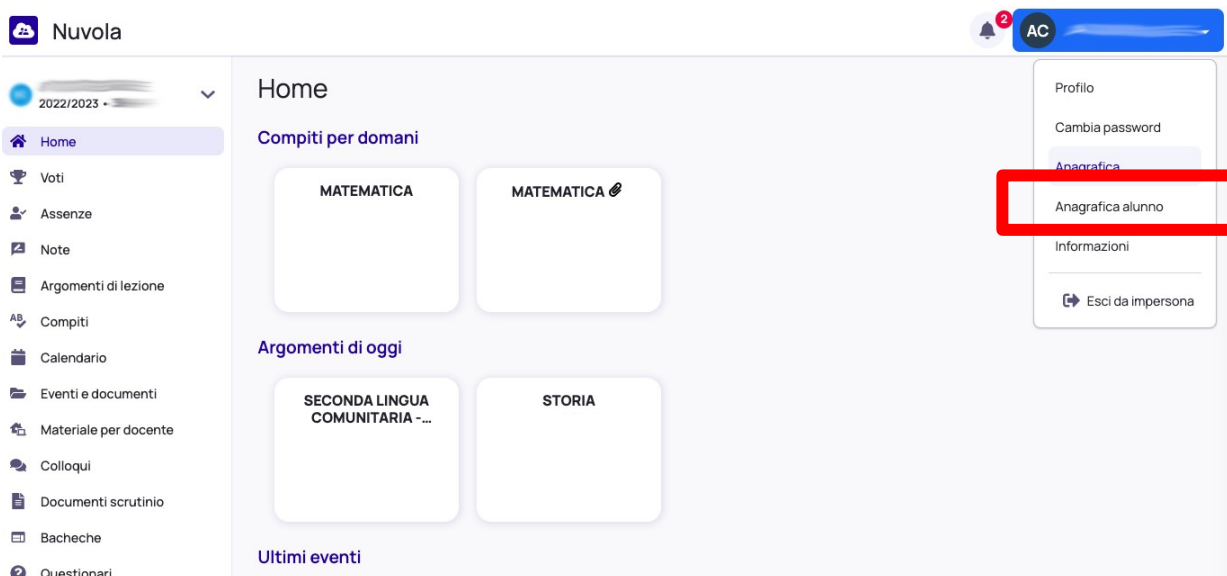 Nuvola
2
AC
2022/2023 •
Home
Voti
Assenze
Note
Argomenti di lezione
Compiti
Calendario
Eventi e documenti
Materiale per docente
Colloqui
Documenti scrutinio
Bacheche
Questionari
Home
Compiti per domani
MATEMATICA
MATEMATICA
Argomenti di oggi
SECONDA LINGUA
COMUNITARIA -...
STORIA
Ultimi eventi
Profilo
Cambia password
Anagrafica
Anagrafica alunno
Informazioni
Esci da impersona